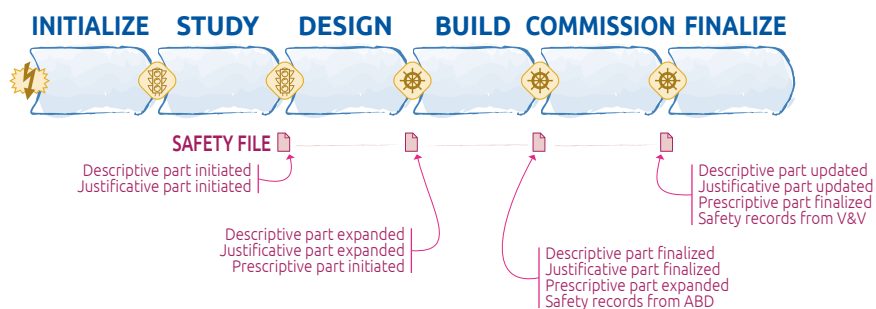 INITIALIZE STUDY DESIGN BUILD COMMISSION FINALIZE
SAFETY FILE
Descriptive part initiated
Justificative part initiated
Descriptive part expanded
Justificative part expanded
Prescriptive part initiated
Descriptive part finalized
Justificative part finalized
Prescriptive part expanded
Safety records from ABD
Descriptive part updated
Justificative part updated
Prescriptive part finalized
Safety records from V&V